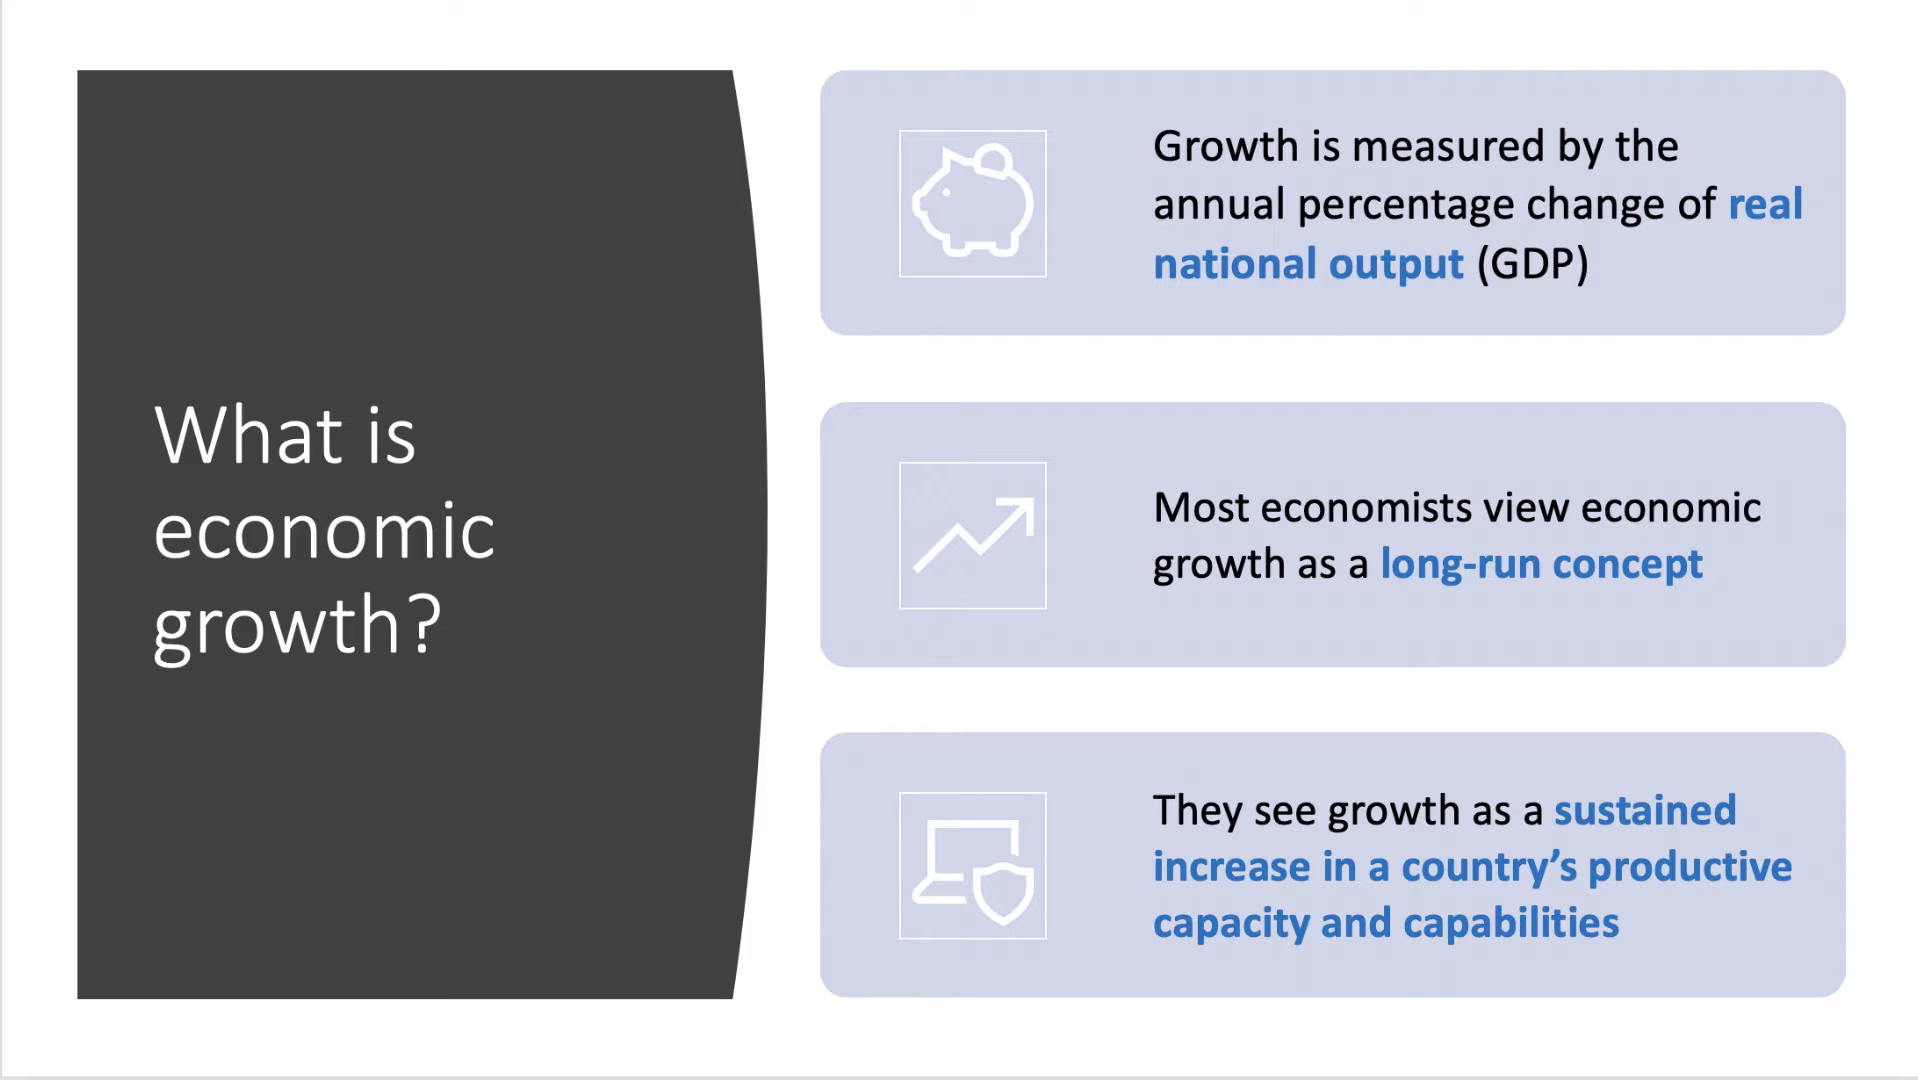 What is
economic
growth?
Growth is measured by the
annual percentage change of real
national output (GDP)
Most economists view economic
growth as a long-run concept
They see growth as a sustained
increase in a country’s productive
capacity and capabilities